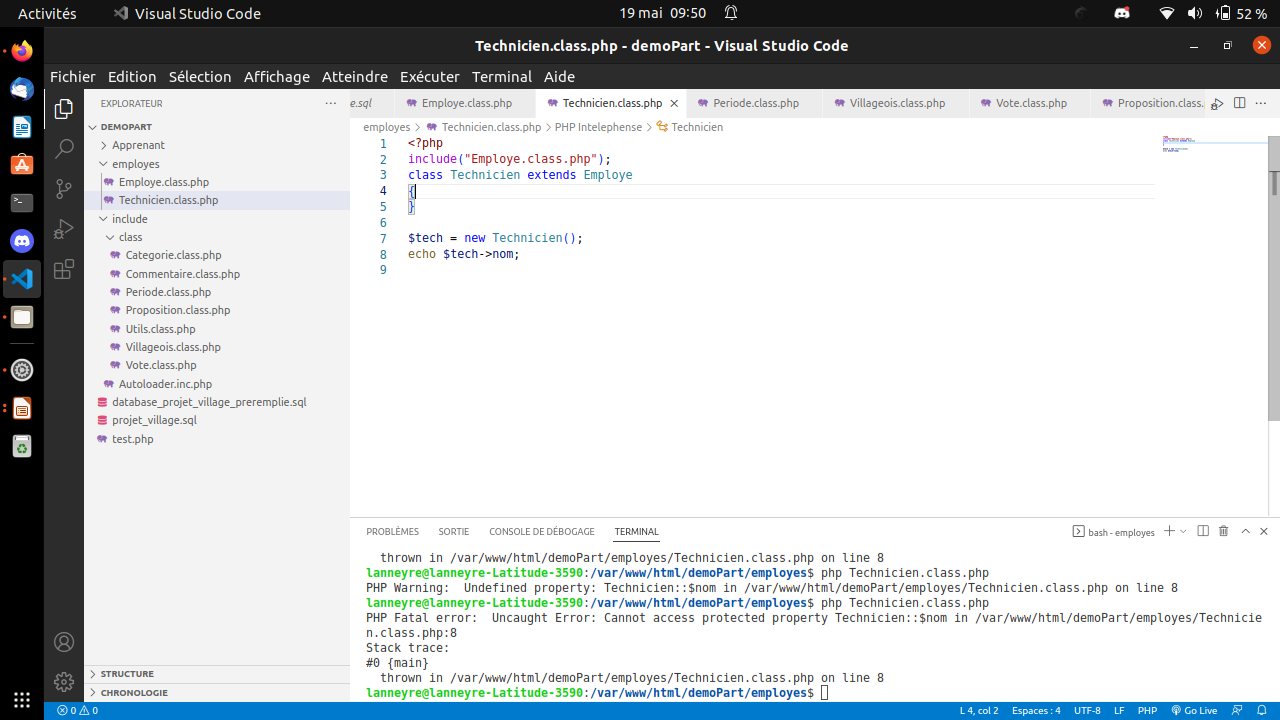 Activités
Visual Studio Code
19 mai 09:50
52 %
Technicien.class.php - demoPart - Visual Studio Code
Fichier Edition Sélection Affichage Atteindre Exécuter Terminal Aide
EXPLORATEUR
e.sql
Employe.class.php
Technicien.class.php
Periode.class.php
Villageois.class.php
Vote.class.php
Proposition.class.
DEMOPART
Apprenant
employes
Employe.class.php
Technicien.class.php
include
class
Categorie.class.php
Commentaire.class.php
Periode.class.php
Proposition.class.php
Utils.class.php
Villageois.class.php
Vote.class.php
Autoloader.inc.php
database_projet_village_preremplie.sql
projet_village.sql
test.php
STRUCTURE
CHRONOLOGIE
employes > Technicien.class.php > PHP Intelephense > Technicien
1 <?php
2 include("Employe.class.php");
3 class Technicien extends Employe
4 {
5 }
6
7 $tech = new Technicien();
8 echo $tech->nom;
9
PROBLÈMES SORTIE CONSOLE DE DÉBOGAGE TERMINAL
bash - employes
thrown in /var/www/html/demoPart/employes/Technicien.class.php on line 8
lanneyre@lanneyre-Latitude-3590:/var/www/html/demoPart/employes$ php Technicien.class.php
PHP Warning:  Undefined property: Technicien::$nom in /var/www/html/demoPart/employes/Technicien.class.php on line 8
lanneyre@lanneyre-Latitude-3590:/var/www/html/demoPart/employes$ php Technicien.class.php
PHP Fatal error:  Uncaught Error: Cannot access protected property Technicien::$nom in /var/www/html/demoPart/employes/Technicie
n.class.php:8
Stack trace:
#0 {main}
thrown in /var/www/html/demoPart/employes/Technicien.class.php on line 8
lanneyre@lanneyre-Latitude-3590:/var/www/html/demoPart/employes$
0 0
L 4, col 2 Espaces : 4 UTF-8 LF PHP Go Live